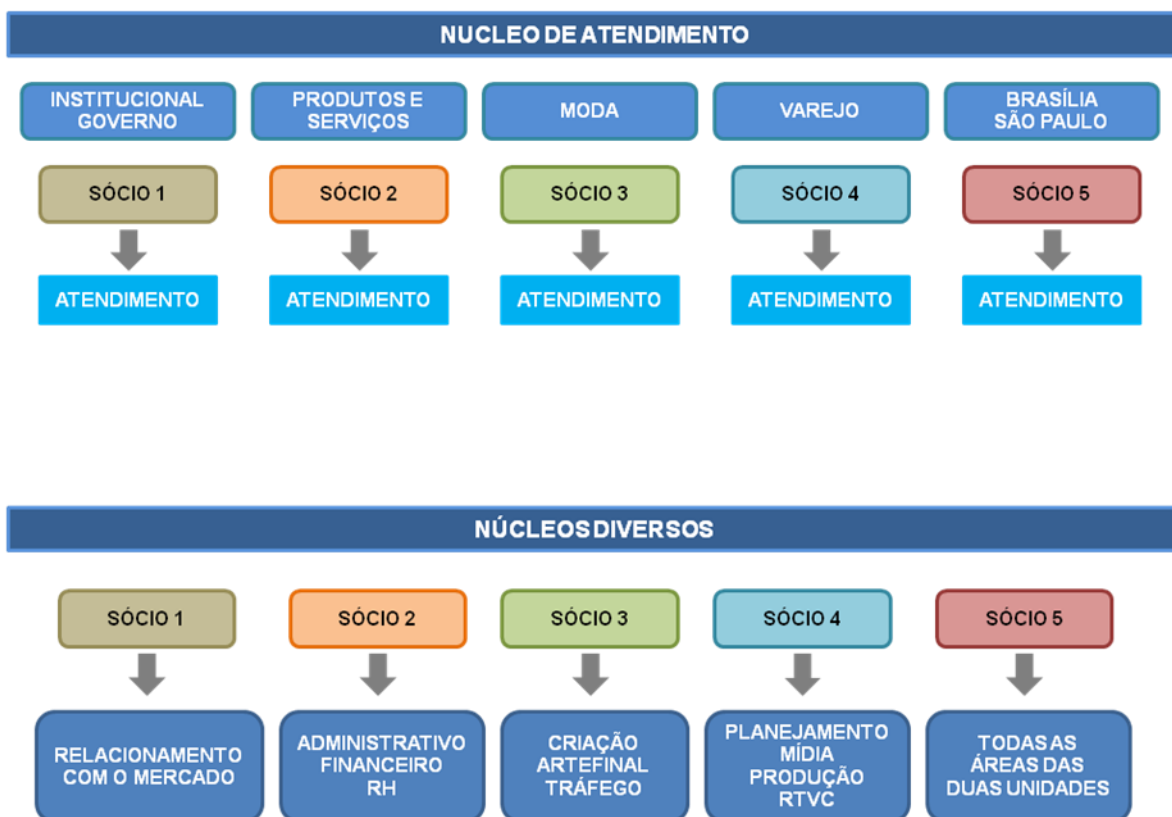 NUCLEO DE ATENDIMENTO
INSTITUCIONAL
GOVERNO
PRODUTOS E
SERVIÇOS
MODA
VAREJO
BRASÍLIA
SÃO PAULO
SÓCIO 1
SÓCIO 2
SÓCIO 3
SÓCIO 4
SÓCIO 5
ATENDIMENTO
ATENDIMENTO
ATENDIMENTO
ATENDIMENTO
ATENDIMENTO
NÚCLEOS DIVERSOS
SÓCIO 1
SÓCIO 2
SÓCIO 3
SÓCIO 4
SÓCIO 5
RELACIONAMENTO
COM O MERCADO
ADMINISTRATIVO
FINANCEIRO
RH
CRIAÇÃO
ARTEFINAL
TRÁFEGO
PLANEJAMENTO
MÍDIA
PRODUÇÃO
RTVC
TODAS AS
ÁREAS DAS
DUAS UNIDADES